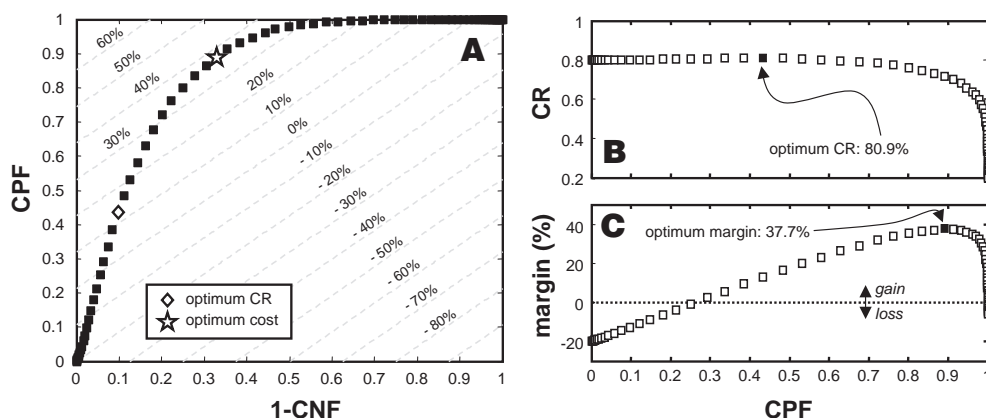 A
CPF
1
0.9
0.8
0.7
0.6
0.5
0.4
0.3
0.2
0.1
0
60%
50%
40%
30%
20%
10%
0%
- 10%
- 20%
- 30%
- 40%
- 50%
- 60%
- 70%
- 80%
optimum CR
optimum cost
0 0.1 0.2 0.3 0.4 0.5 0.6 0.7 0.8 0.9 1
1-CNF
B
CR
1
0.8
0.6
0.4
0.2
optimum CR: 80.9%
C
margin (%)
40
20
0
-20
optimum margin: 37.7%
gain
loss
0 0.1 0.2 0.3 0.4 0.5 0.6 0.7 0.8 0.9 1
CPF